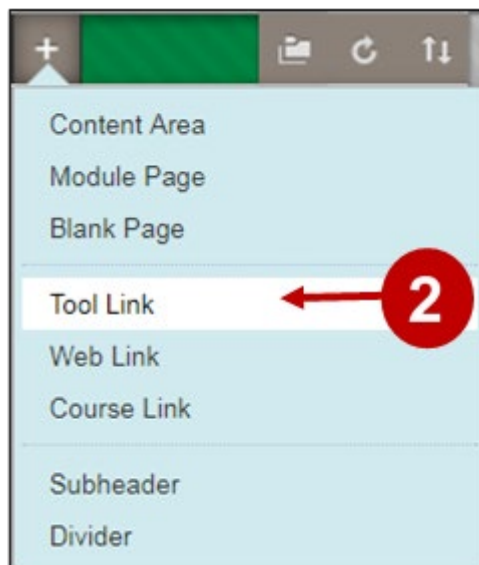 Content Area
Module Page
Blank Page
Tool Link
2
Web Link
Course Link
Subheader
Divider